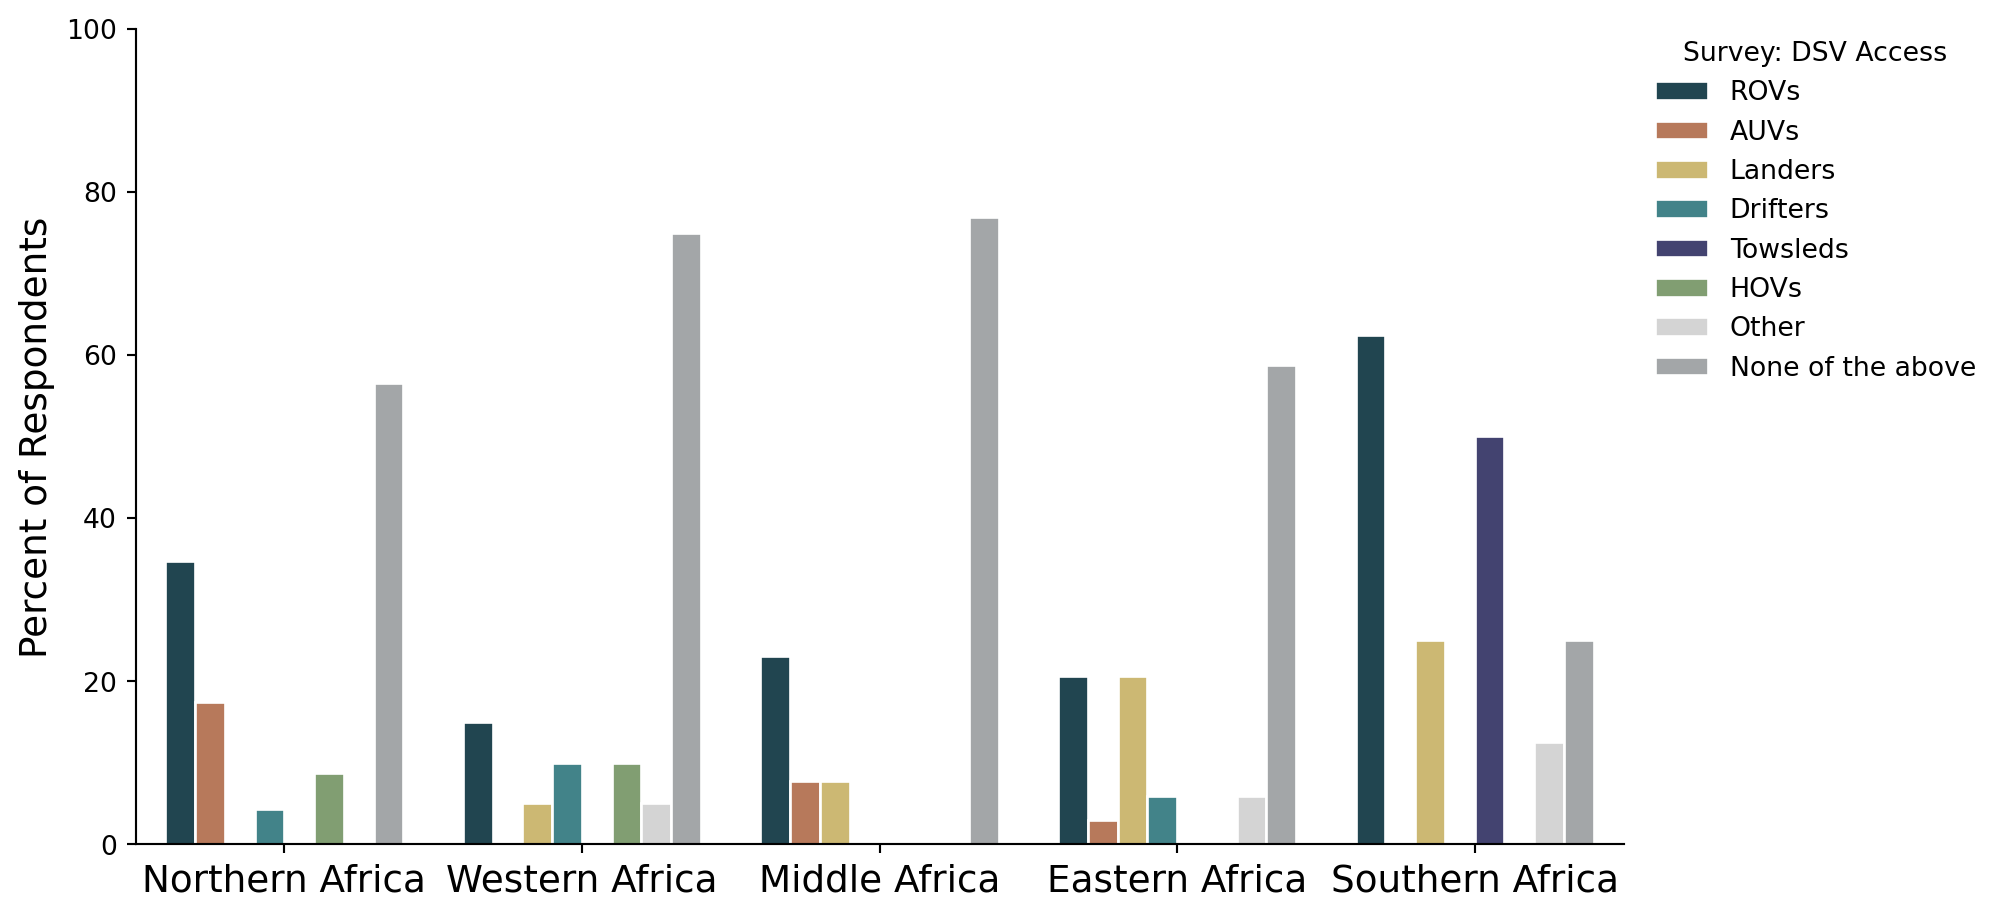 Percent of Respondents
100
80
60
40
20
0
Northern Africa
Western Africa
Middle Africa
Eastern Africa
Southern Africa
Survey: DSV Access
ROVs
AUVs
Landers
Drifters
Towsleds
HOVs
Other
None of the above